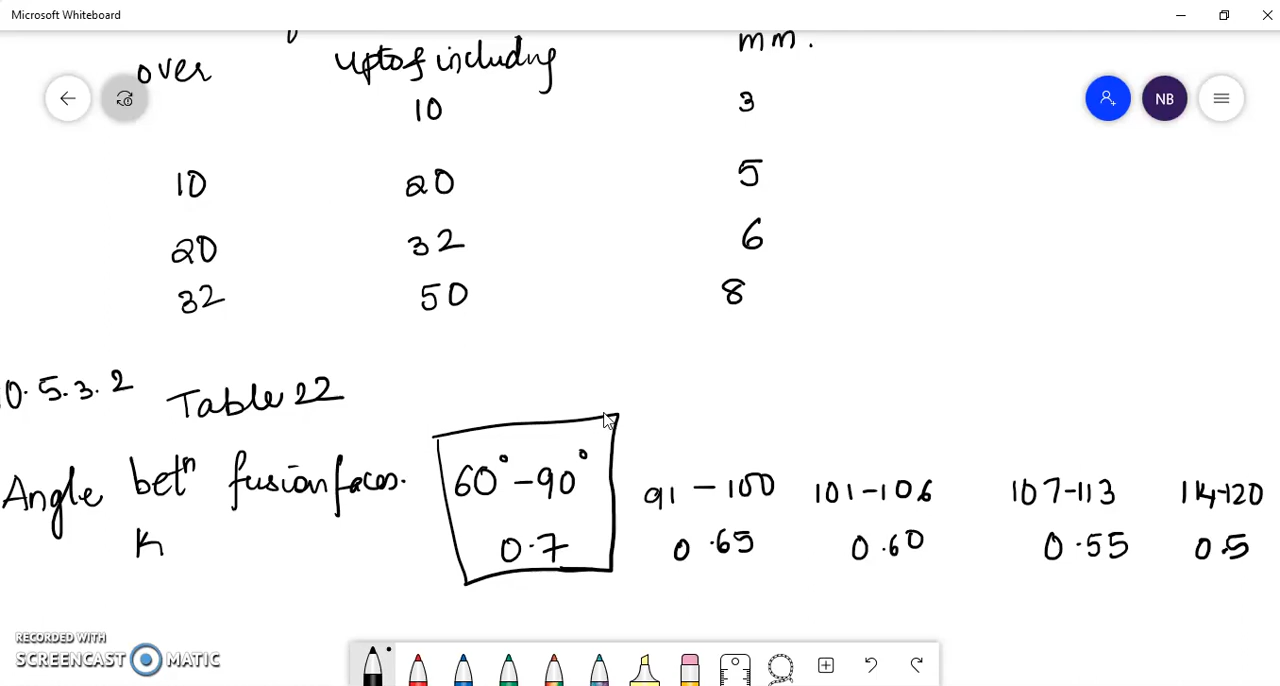 Microsoft Whiteboard
over upto & including mm.
10 3
10 20 5
20 32 6
32 50 8
NB
0.5.3.2 Table 22
Angle betⁿ fusion faces. 60° - 90° 91 - 100 101 - 106 107 - 113 114-120
K 0.7 0.65 0.60 0.55 0.5
RECORDED WITH
SCREENCAST MATIC